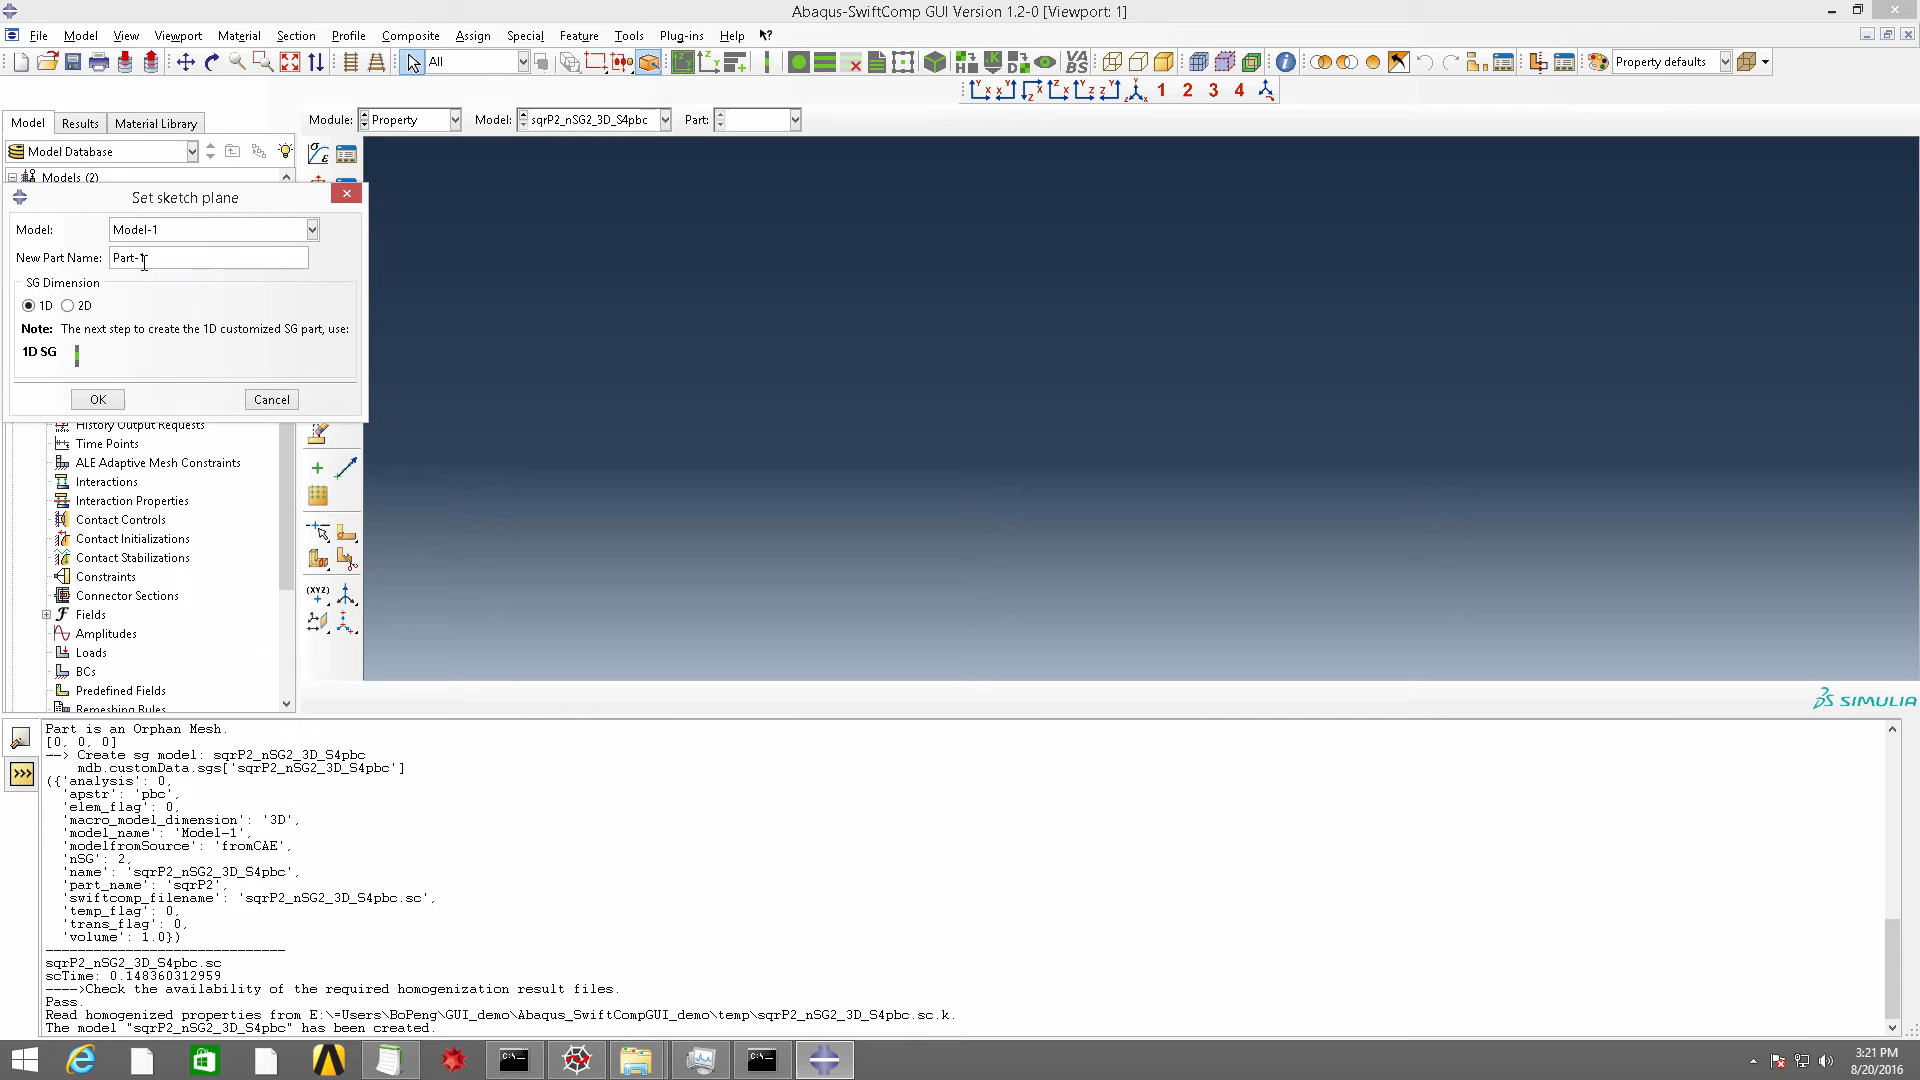 Abaqus-SwiftComp GUI Version 1.2-0 [Viewport: 1]
File Model View Viewport Material Section Profile Composite Assign Special Feature Tools Plug-ins Help
All
Property defaults
1 2 3 4
Model Results Material Library
Module: Property Model: sqrP2_nSG2_3D_S4pbc Part:
Model Database
Models (2)
Set sketch plane
Model: Model-1
New Part Name: Part-1
SG Dimension
1D 2D
Note: The next step to create the 1D customized SG part, use:
1D SG
OK Cancel
History Output Requests
Time Points
ALE Adaptive Mesh Constraints
Interactions
Interaction Properties
Contact Controls
Contact Initializations
Contact Stabilizations
Constraints
Connector Sections
Fields
Amplitudes
Loads
BCs
Predefined Fields
Remeshing Rules
(XYZ)
SIMULIA
Part is an Orphan Mesh.
[0, 0, 0]
--> Create sg model: sqrP2_nSG2_3D_S4pbc
mdb.customData.sgs['sqrP2_nSG2_3D_S4pbc']
({'analysis': 0,
'apstr': 'pbc',
'elem_flag': 0,
'macro_model_dimension': '3D',
'model_name': 'Model-1',
'modelfromSource': 'fromCAE',
'nSG': 2,
'name': 'sqrP2_nSG2_3D_S4pbc',
'part_name': 'sqrP2',
'swiftcomp_filename': 'sqrP2_nSG2_3D_S4pbc.sc',
'temp_flag': 0,
'trans_flag': 0,
'volume': 1.0})
------------------------------
sqrP2_nSG2_3D_S4pbc.sc
scTime: 0.148360312959
---->Check the availability of the required homogenization result files.
Pass.
Read homogenized properties from E:\=Users\BoPeng\GUI_demo\Abaqus_SwiftCompGUI_demo\temp\sqrP2_nSG2_3D_S4pbc.sc.k.
The model "sqrP2_nSG2_3D_S4pbc" has been created.
3:21 PM
8/20/2016